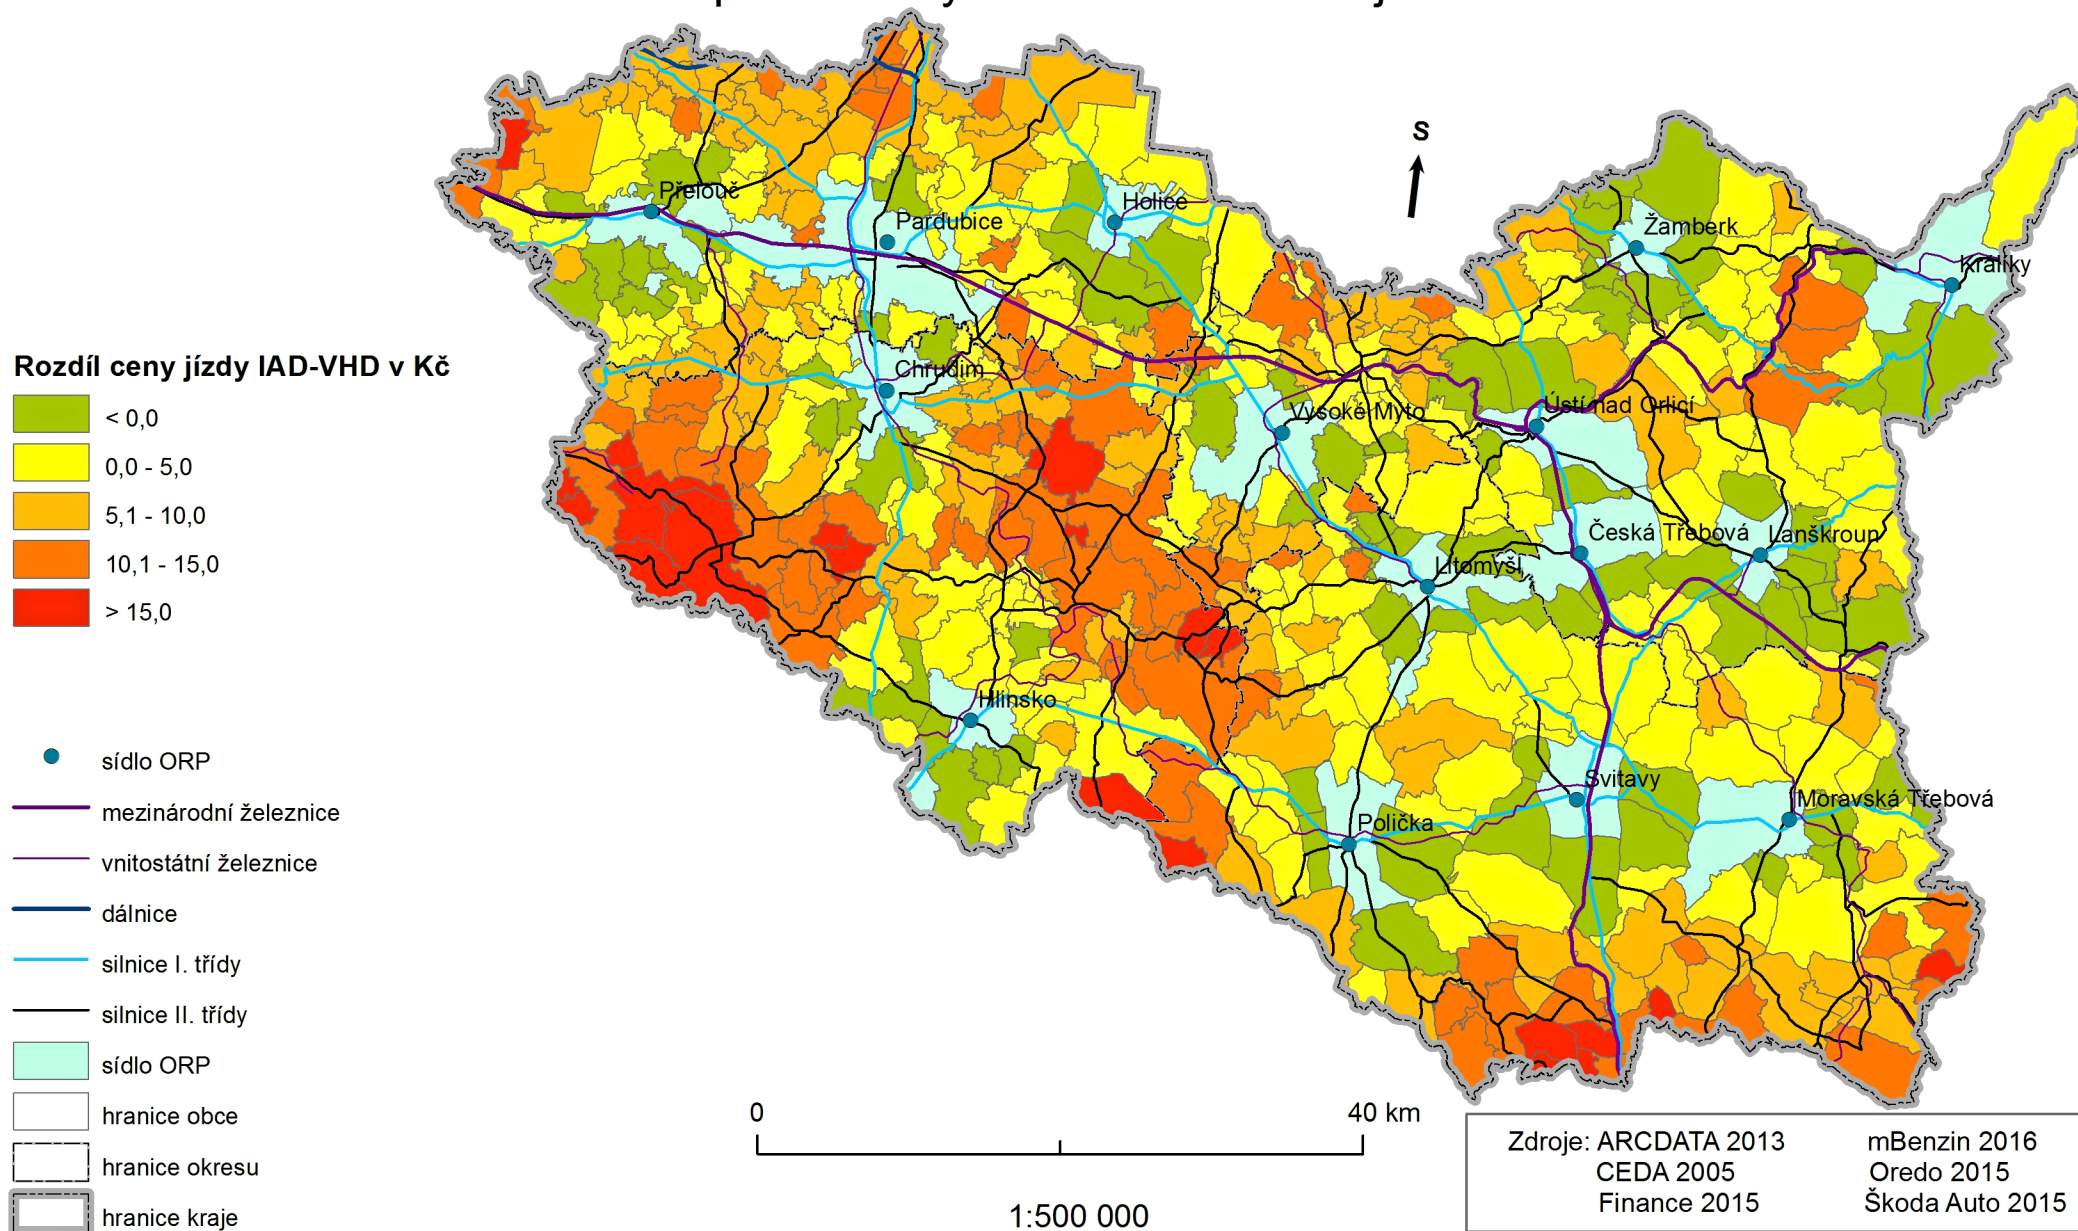 S
Přelouč
Pardubice
Holice
Žamberk
Králíky
Chrudim
Vysoké Mýto
Ústí nad Orlicí
Česká Třebová
Lanškroun
Litomyšl
Hlinsko
Svitavy
Moravská Třebová
Polička
Rozdíl ceny jízdy IAD-VHD v Kč
< 0,0
0,0 - 5,0
5,1 - 10,0
10,1 - 15,0
> 15,0
sídlo ORP
mezinárodní železnice
vnitostátní železnice
dálnice
silnice I. třídy
silnice II. třídy
sídlo ORP
hranice obce
hranice okresu
hranice kraje
0 40 km
1:500 000
Zdroje: ARCDATA 2013 mBenzin 2016
CEDA 2005 Oredo 2015
Finance 2015 Škoda Auto 2015